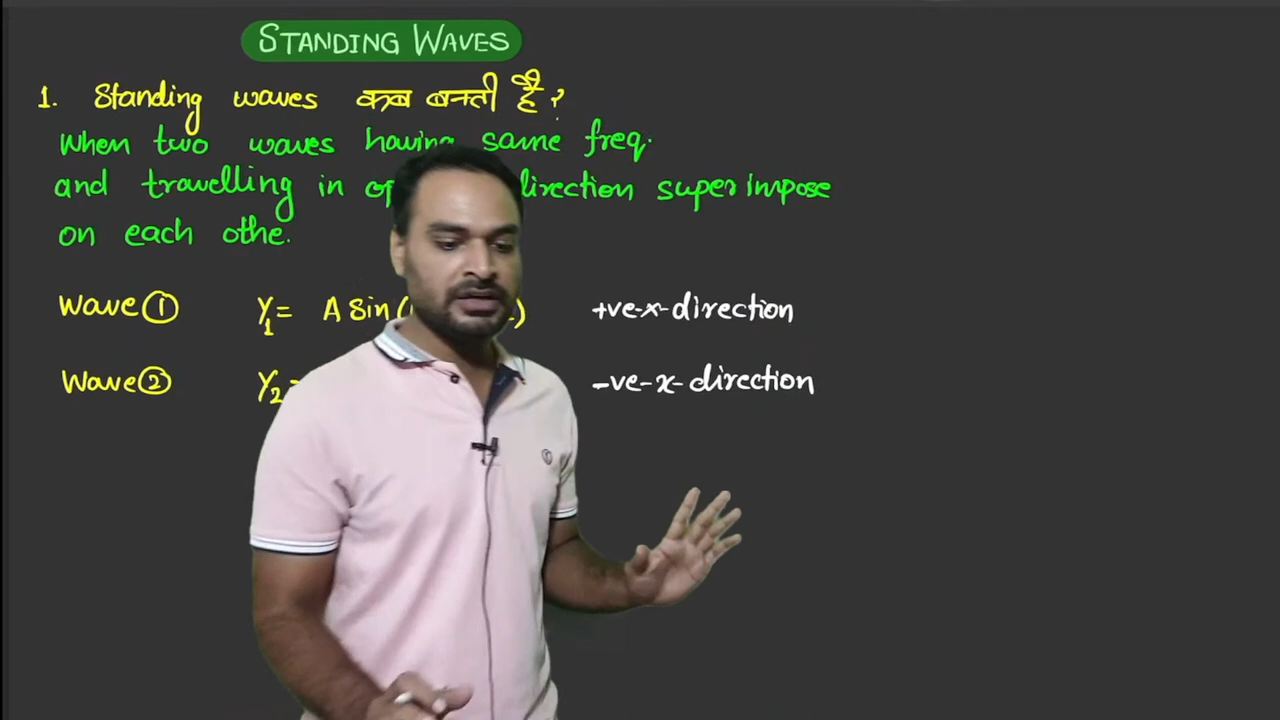 STANDING WAVES
1. Standing waves कब बनती है?
When two waves having same freq.
and travelling in direction superimpose
on each othe.
Wave ① Y₁ = A Sin ( ) +ve-x-direction
Wave ② Y₂ = -ve-x-direction